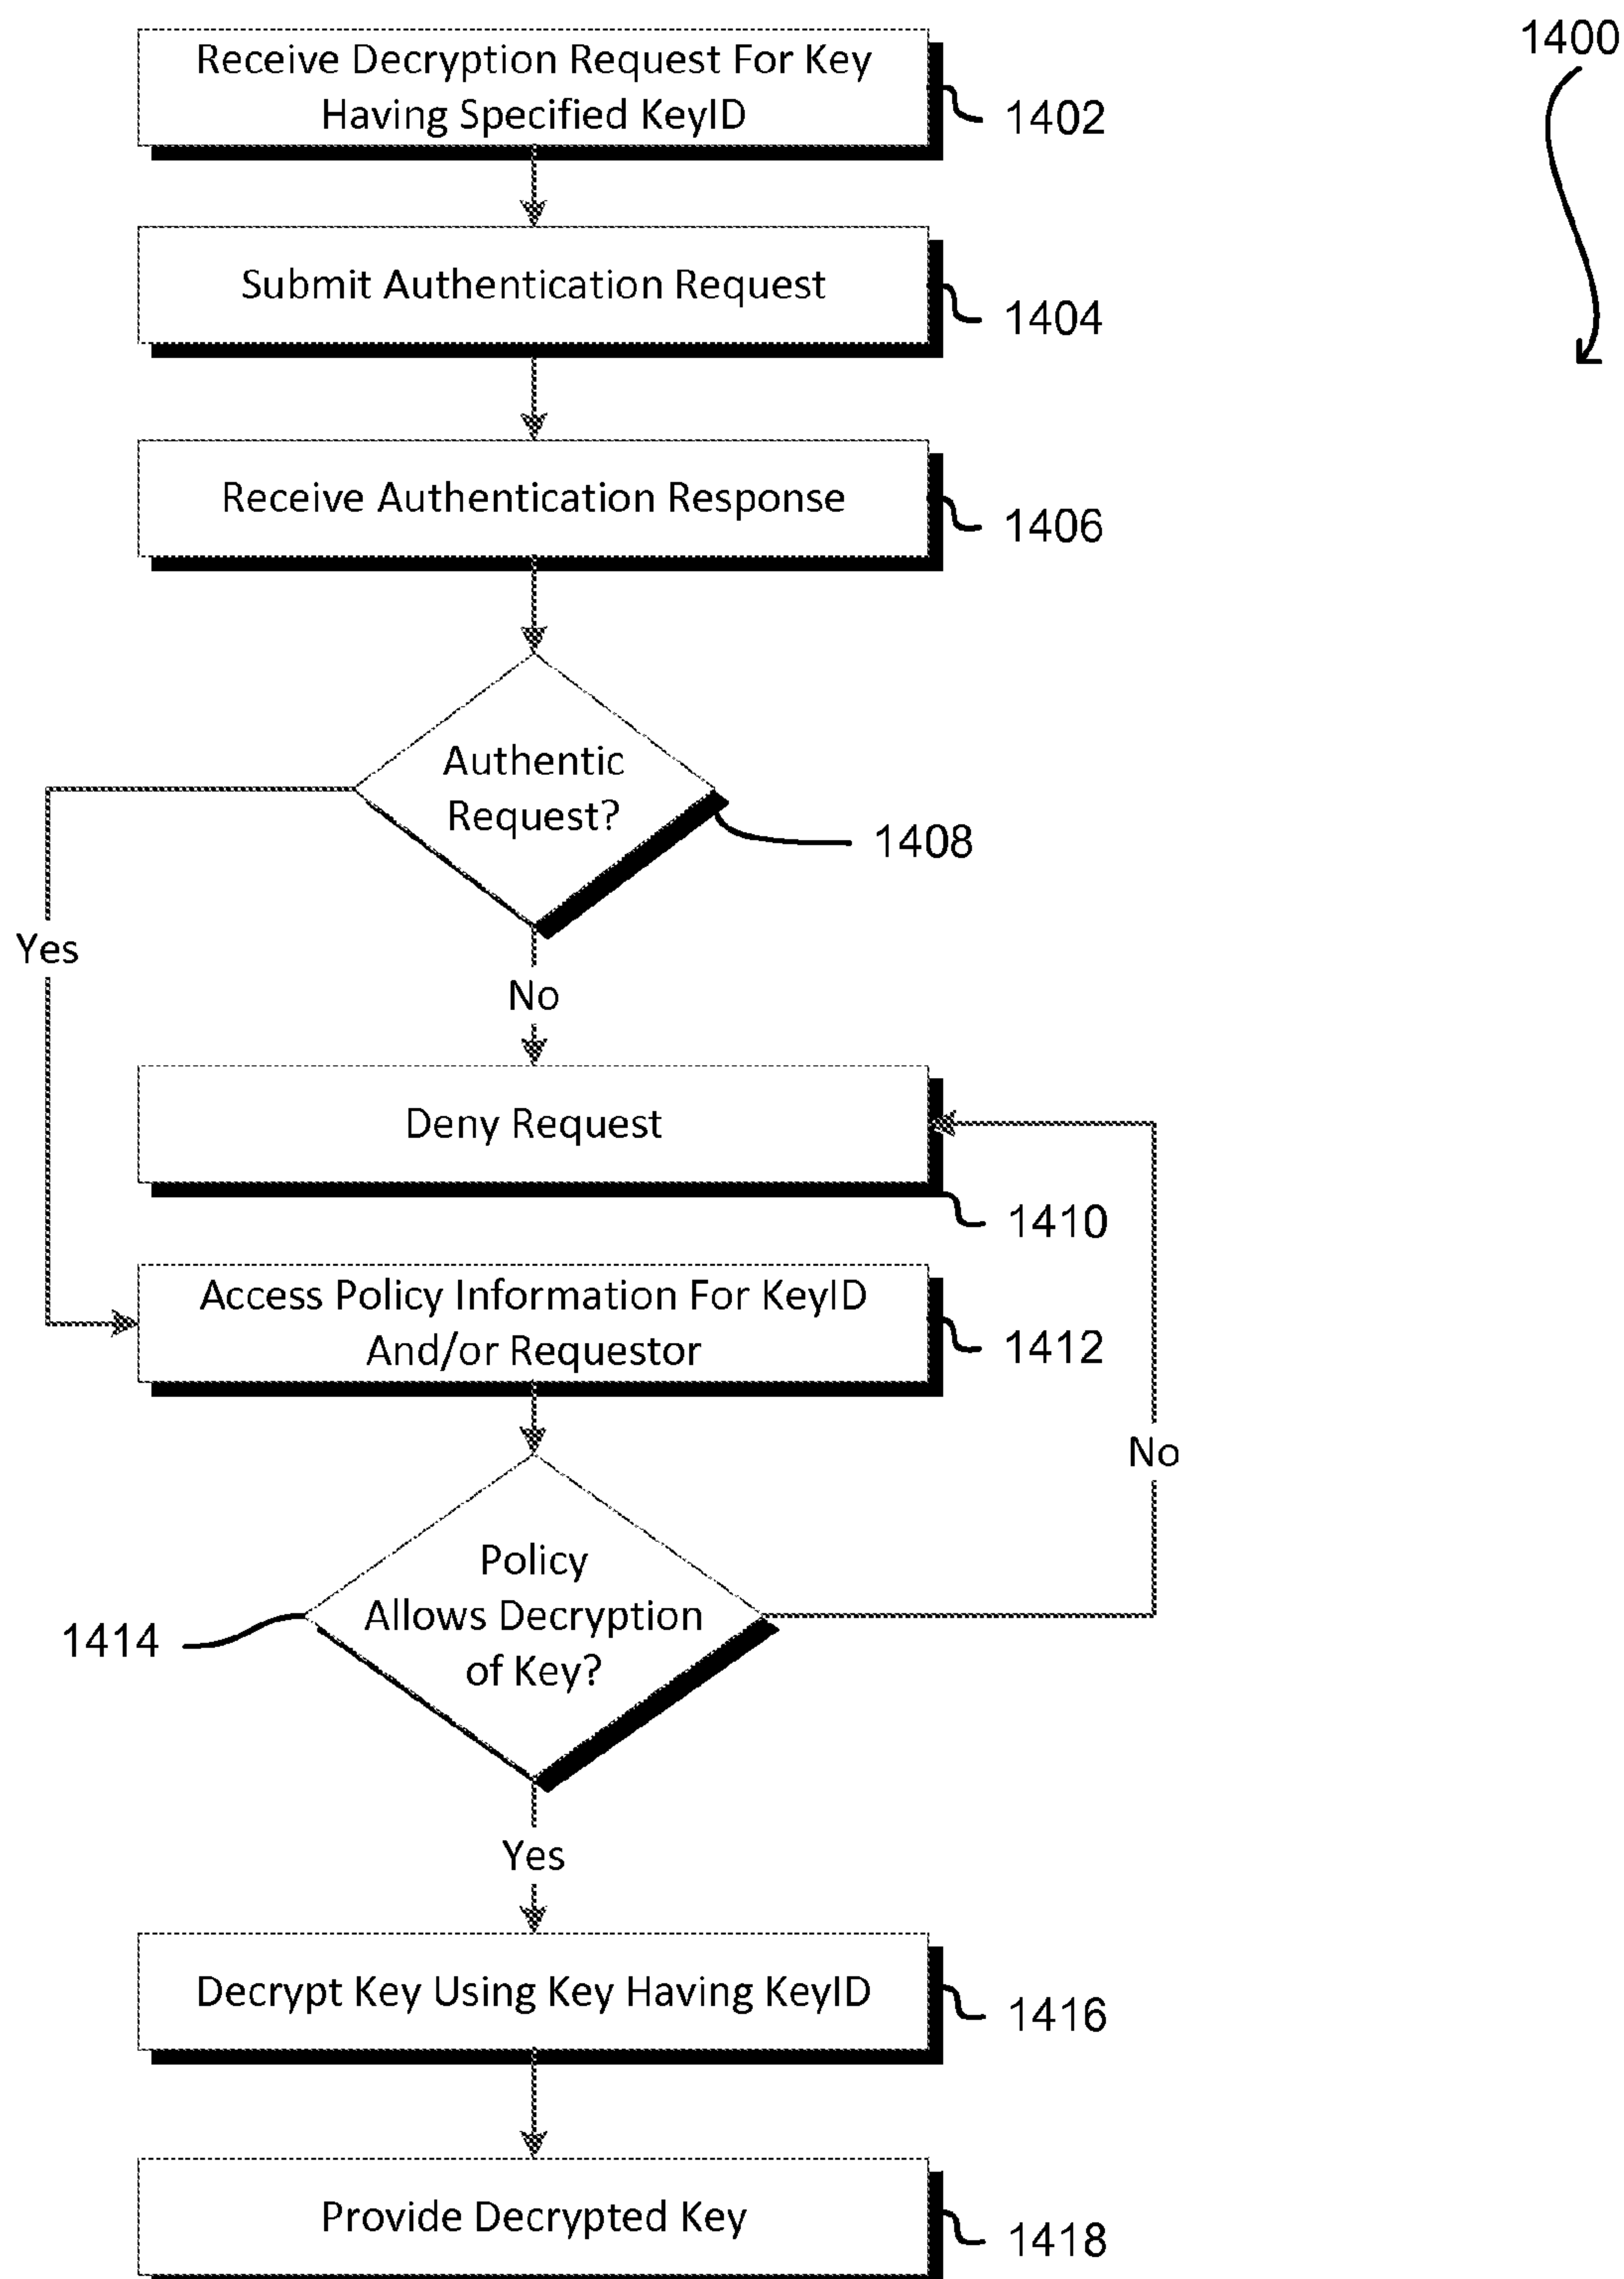 1400
Receive Decryption Request For Key
Having Specified KeyID
1402
Submit Authentication Request
1404
Receive Authentication Response
1406
Authentic
Request?
1408
Yes
No
Deny Request
1410
Access Policy Information For KeyID
And/or Requestor
1412
No
Policy
Allows Decryption
of Key?
1414
Yes
Decrypt Key Using Key Having KeyID
1416
Provide Decrypted Key
1418